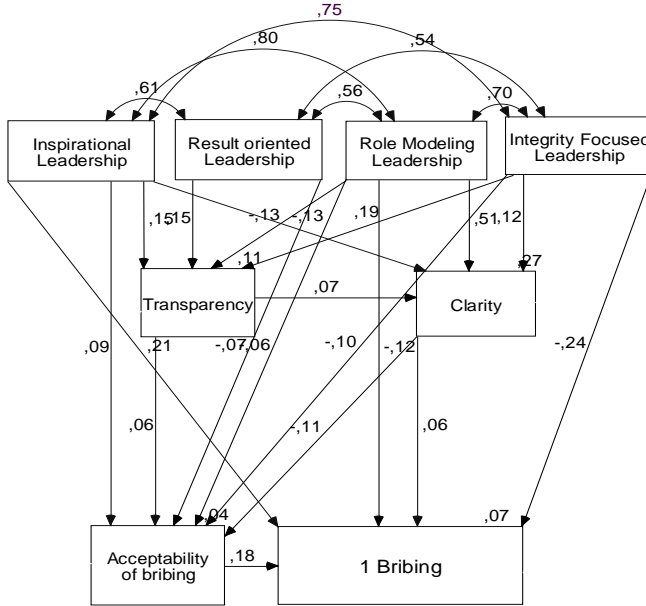 ,75
,80
,54
,61
,56
,70
Inspirational
Leadership
Result oriented
Leadership
Role Modeling
Leadership
Integrity Focused
Leadership
,15
,15
-,13
-,13
,19
,51
,12
,11
,27
Transparency
,07
Clarity
,09
,21
-,07
-,06
-,10
-,12
-,24
,06
-,11
,06
,04
,07
Acceptability
of bribing
,18
1 Bribing